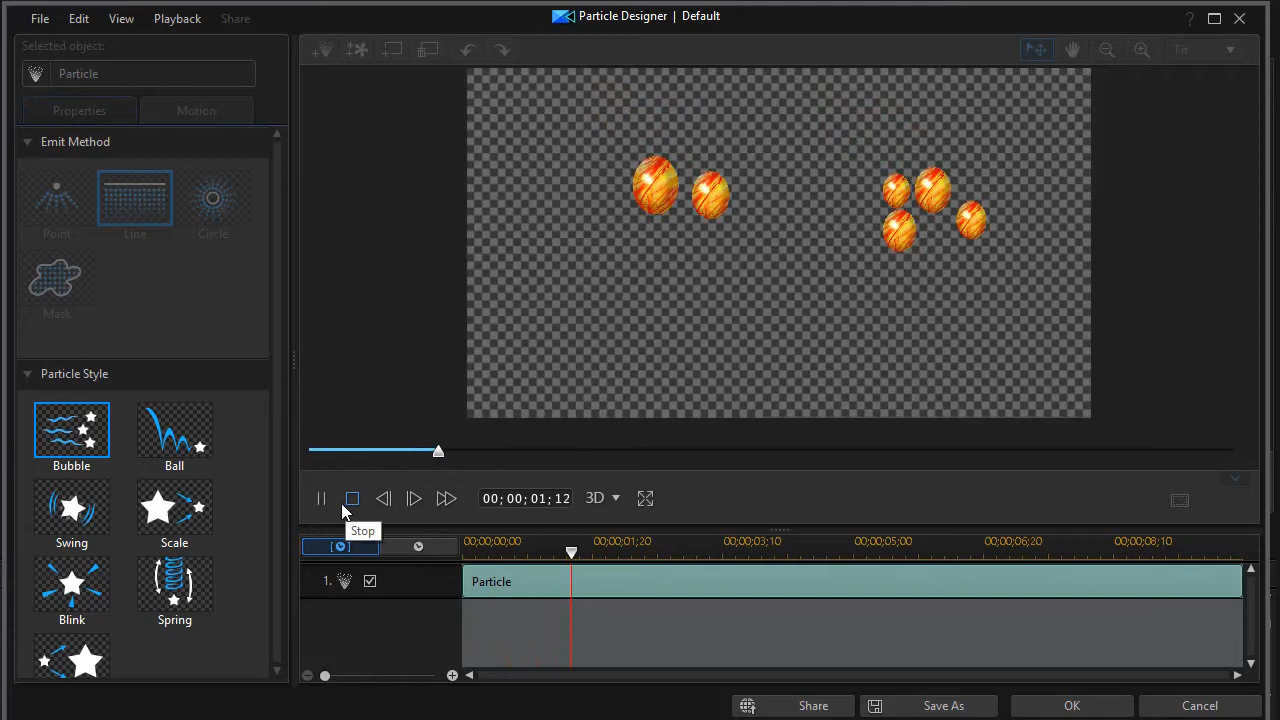 Particle Designer | Default
File Edit View Playback Share
?
Selected object:
Particle
Fit
Properties Motion
Emit Method
Point Line Circle
Mask
Particle Style
Bubble Ball
Swing Scale
Blink Spring
00; 00; 01; 12 3D
Stop
00;00;00;00 00;00;01;20 00;00;03;10 00;00;05;00 00;00;06;20 00;00;08;10
1. Particle
Share Save As OK Cancel